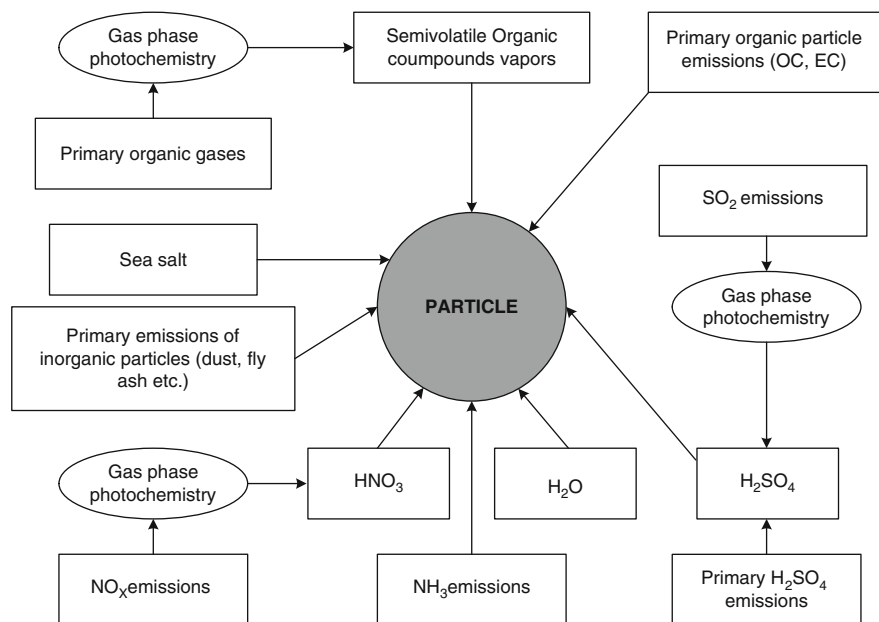 Gas phase
photochemistry
Semivolatile Organic
coumpounds vapors
Primary organic particle
emissions (OC, EC)
Primary organic gases
SO₂ emissions
Sea salt
Gas phase
photochemistry
PARTICLE
Primary emissions of
inorganic particles (dust, fly
ash etc.)
Gas phase
photochemistry
HNO₃
H₂O
H₂SO₄
NOₓemissions
NH₃emissions
Primary H₂SO₄
emissions